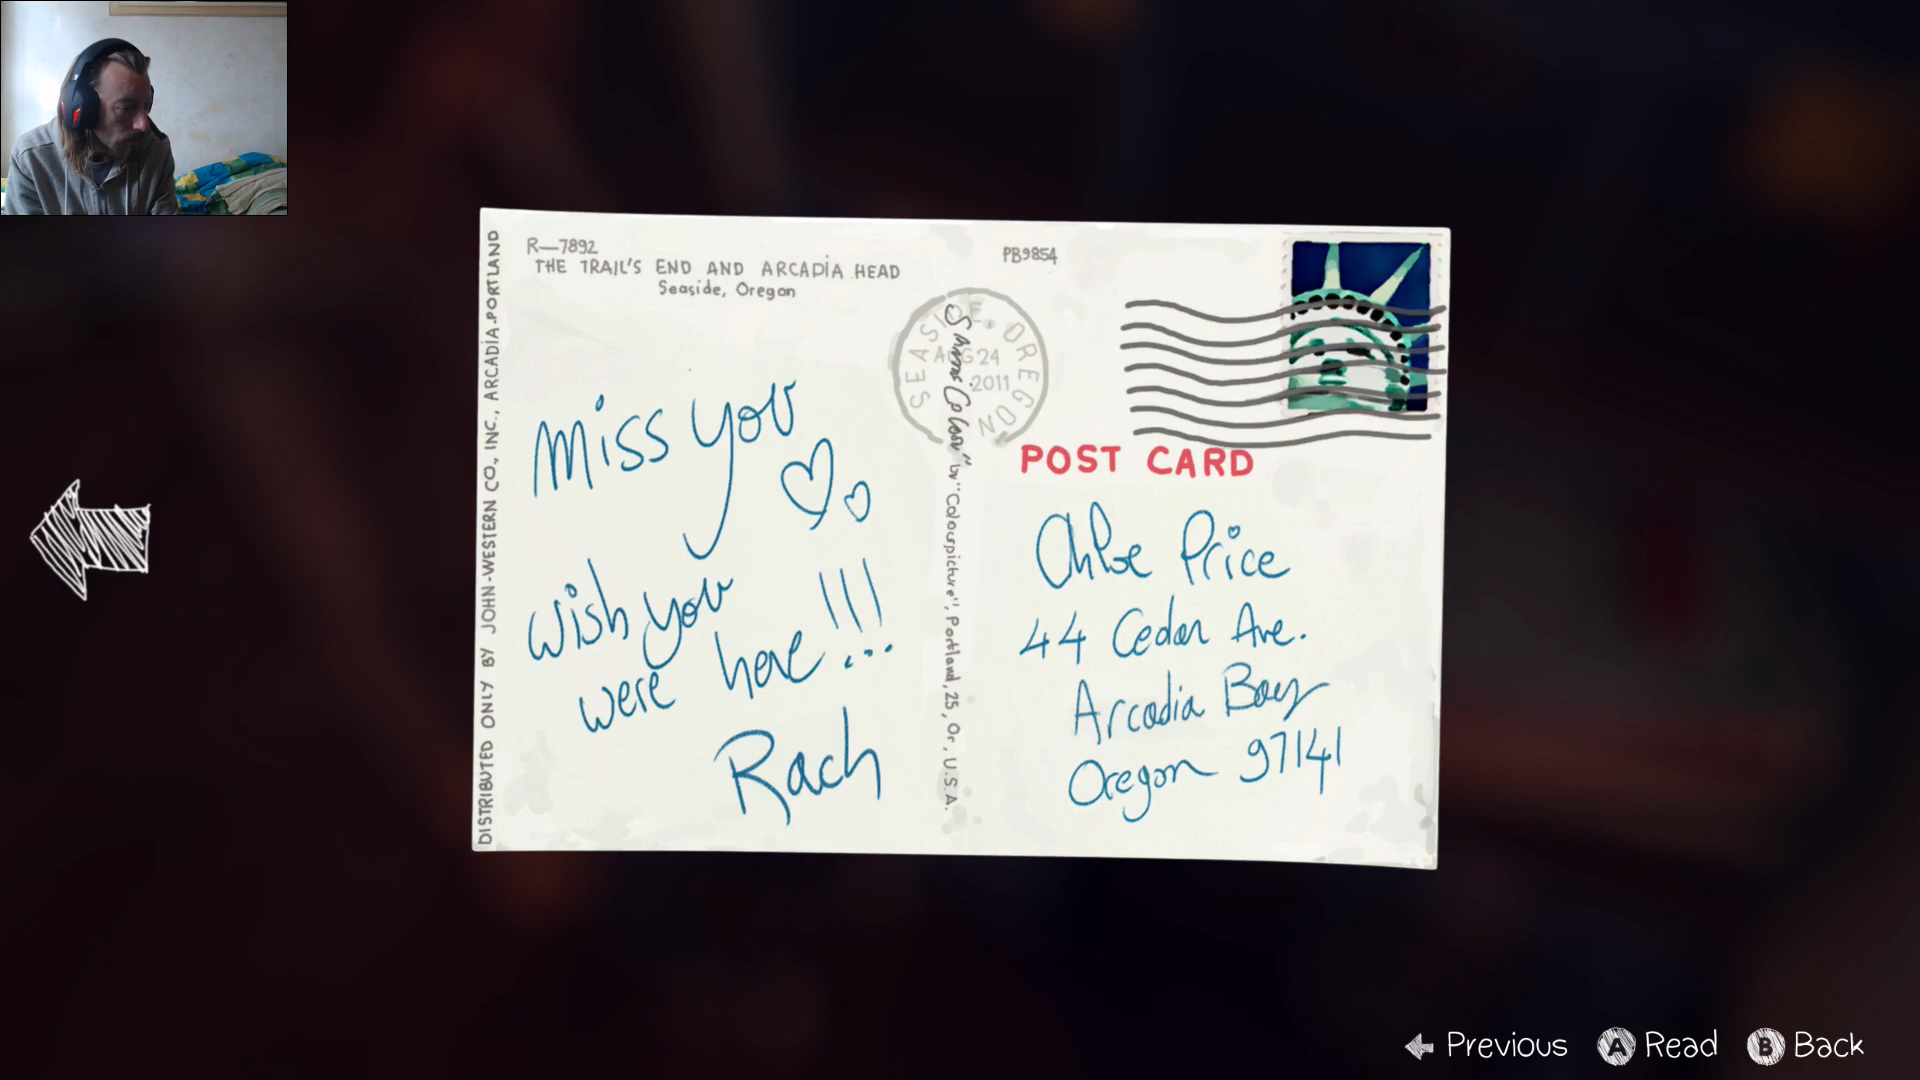 DISTRIBUTED ONLY BY JOHN-WESTERN CO., INC., ARCADIA-PORTLAND
R—7892
THE TRAIL'S END AND ARCADIA HEAD
Seaside, Oregon
PB9854
SEASIDE. OREGON
AUG 24
2011
by "Colourpicture", Portland, 25, Or, U.S.A.
POST CARD
Miss you
wish you
were here!!!
Rach
Chloe Price
44 Cedar Ave.
Arcadia Bay
Oregon 97141
Previous
A Read
B Back